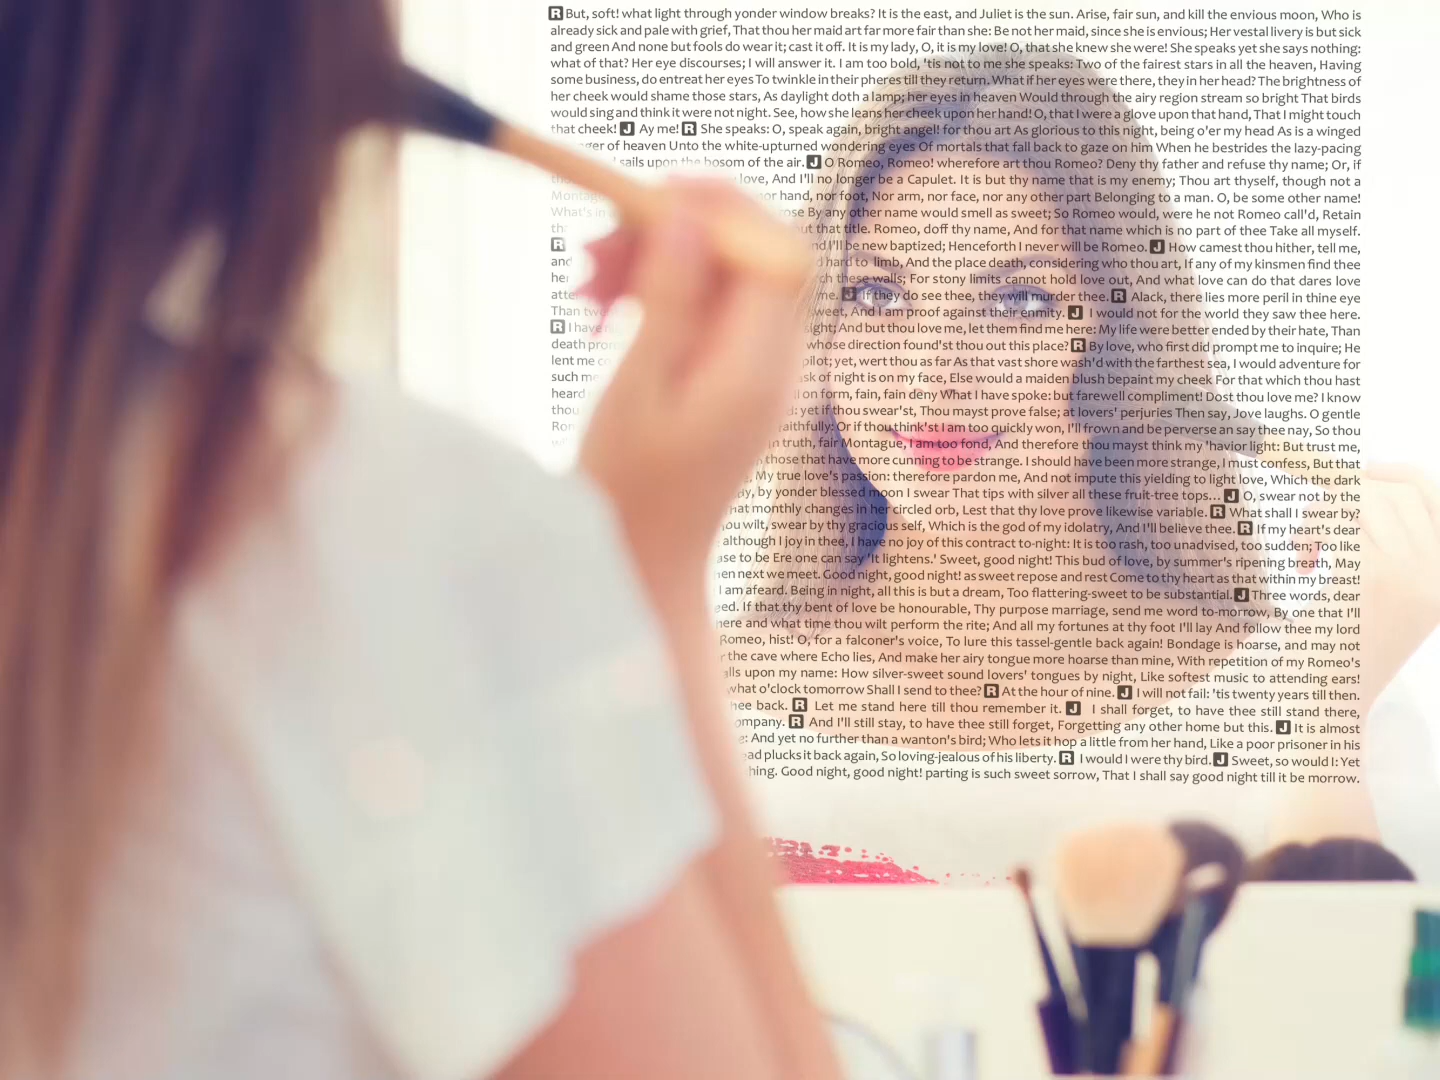 R But, soft! what light through yonder window breaks? It is the east, and Juliet is the sun. Arise, fair sun, and kill the envious moon, Who is
already sick and pale with grief, That thou her maid art far more fair than she: Be not her maid, since she is envious; Her vestal livery is but sick
and green And none but fools do wear it; cast it off. It is my lady, O, it is my love! O, that she knew she were! She speaks yet she says nothing:
what of that? Her eye discourses; I will answer it. I am too bold, 'tis not to me she speaks: Two of the fairest stars in all the heaven, Having
some business, do entreat her eyes To twinkle in their pheres till they return. What if her eyes were there, they in her head? The brightness of
her cheek would shame those stars, As daylight doth a lamp; her eyes in heaven Would through the airy region stream so bright That birds
would sing and think it were not night. See, how she leans her cheek upon her hand! O, that I were a glove upon that hand, That I might touch
that cheek! J Ay me! R She speaks: O, speak again, bright angel! for thou art As glorious to this night, being o'er my head As is a winged
of heaven Unto the white-upturned wondering eyes Of mortals that fall back to gaze on him When he bestrides the lazy-pacing
sails upon the bosom of the air. J O Romeo, Romeo! wherefore art thou Romeo? Deny thy father and refuse thy name; Or, if
love, And I'll no longer be a Capulet. It is but thy name that is my enemy; Thou art thyself, though not a
Montague hand, nor foot, Nor arm, nor face, nor any other part Belonging to a man. O, be some other name!
What's in By any other name would smell as sweet; So Romeo would, were he not Romeo call'd, Retain
that title. Romeo, doff thy name, And for that name which is no part of thee Take all myself.
R I'll be new baptized; Henceforth I never will be Romeo. J How camest thou hither, tell me,
and hard to limb, And the place death, considering who thou art, If any of my kinsmen find thee
her these walls; For stony limits cannot hold love out, And what love can do that dares love
me. J If they do see thee, they will murder thee. R Alack, there lies more peril in thine eye
Than And I am proof against their enmity. J I would not for the world they saw thee here.
R I have And but thou love me, let them find me here: My life were better ended by their hate, Than
death whose direction found'st thou out this place? R By love, who first did prompt me to inquire; He
lent me yet, wert thou as far As that vast shore wash'd with the farthest sea, I would adventure for
such of night is on my face, Else would a maiden blush bepaint my cheek For that which thou hast
heard on form, fain, fain deny What I have spoke: but farewell compliment! Dost thou love me? I know
thou yet if thou swear'st, Thou mayst prove false; at lovers' perjuries Then say, Jove laughs. O gentle
Or if thou think'st I am too quickly won, I'll frown and be perverse an say thee nay, So thou
truth, fair Montague, I am too fond, And therefore thou mayst think my 'havior light: But trust me,
those that have more cunning to be strange. I should have been more strange, I must confess, But that
My true love's passion: therefore pardon me, And not impute this yielding to light love, Which the dark
by yonder blessed moon I swear That tips with silver all these fruit-tree tops... J O, swear not by the
monthly changes in her circled orb, Lest that thy love prove likewise variable. R What shall I swear by?
wilt, swear by thy gracious self, Which is the god of my idolatry, And I'll believe thee. R If my heart's dear
although I joy in thee, I have no joy of this contract to-night: It is too rash, too unadvised, too sudden; Too like
to be Ere one can say 'It lightens.' Sweet, good night! This bud of love, by summer's ripening breath, May
next we meet. Good night, good night! as sweet repose and rest Come to thy heart as that within my breast!
I am afeard. Being in night, all this is but a dream, Too flattering-sweet to be substantial. J Three words, dear
If that thy bent of love be honourable, Thy purpose marriage, send me word to-morrow, By one that I'll
and what time thou wilt perform the rite; And all my fortunes at thy foot I'll lay And follow thee my lord
Romeo, hist! O, for a falconer's voice, To lure this tassel-gentle back again! Bondage is hoarse, and may not
the cave where Echo lies, And make her airy tongue more hoarse than mine, With repetition of my Romeo's
upon my name: How silver-sweet sound lovers' tongues by night, Like softest music to attending ears!
what o'clock tomorrow Shall I send to thee? R At the hour of nine. J I will not fail: 'tis twenty years till then.
back. R Let me stand here till thou remember it. J I shall forget, to have thee still stand there,
R And I'll still stay, to have thee still forget, Forgetting any other home but this. J It is almost
And yet no further than a wanton's bird; Who lets it hop a little from her hand, Like a poor prisoner in his
plucks it back again, So loving-jealous of his liberty. R I would I were thy bird. J Sweet, so would I: Yet
Good night, good night! parting is such sweet sorrow, That I shall say good night till it be morrow.